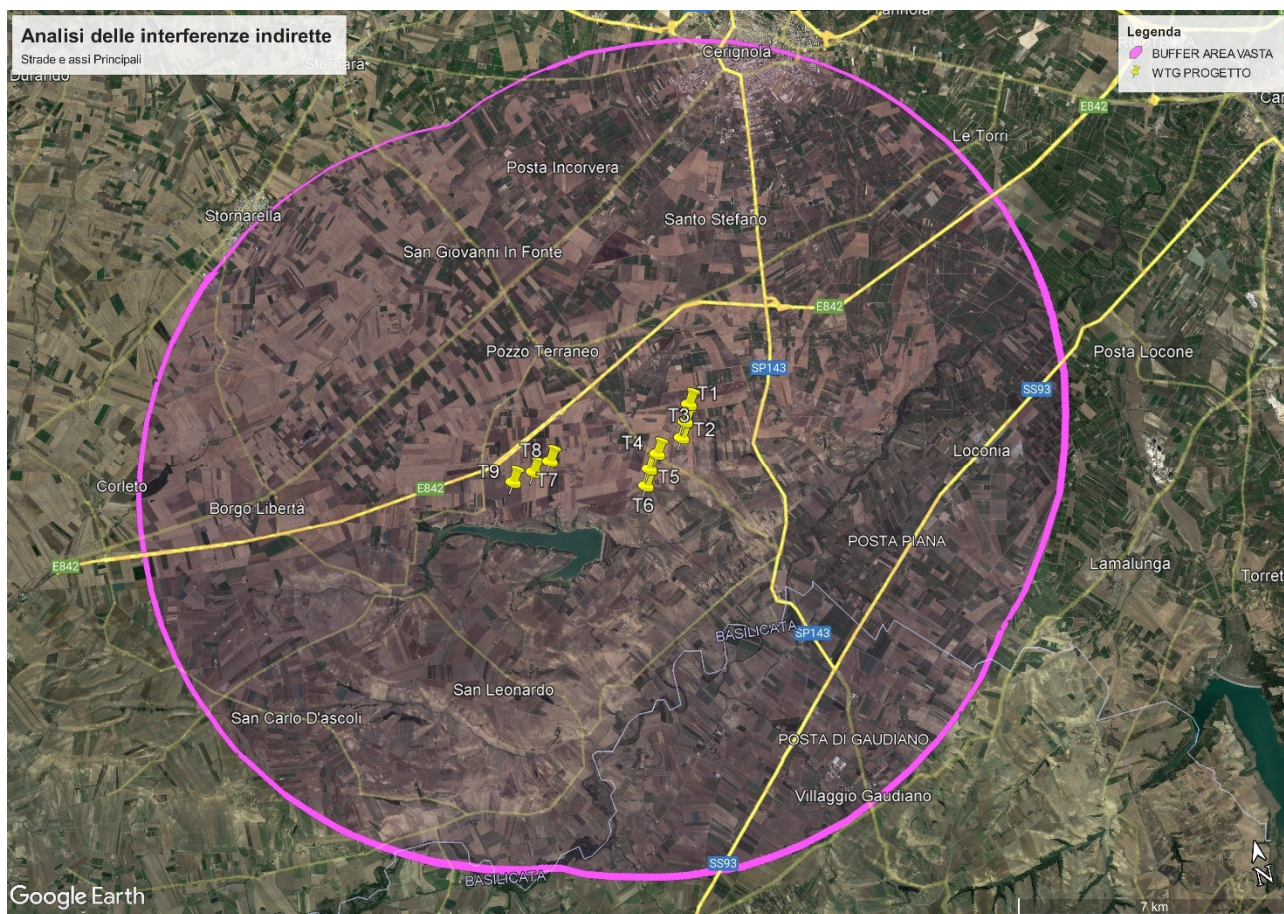 Analisi delle interferenze indirette
Strade e assi Principali
Legenda
BUFFER AREA VASTA
WTG PROGETTO
Cerignola
Stornara
Durando
E842
Le Torri
Posta Incorvera
Stornarella
Santo Stefano
San Giovanni In Fonte
E842
Pozzo Terraneo
SP143
Posta Locone
SS93
T1
T3
T2
T4
T8
T9
T7
T5
T6
Loconia
Corleto
E842
Borgo Libertà
POSTA PIANA
E842
Lamalunga
Torret
BASILICATA
SP143
San Leonardo
San Carlo D'ascoli
POSTA DI GAUDIANO
Villaggio Gaudiano
SS93
BASILICATA
Google Earth
N
7 km